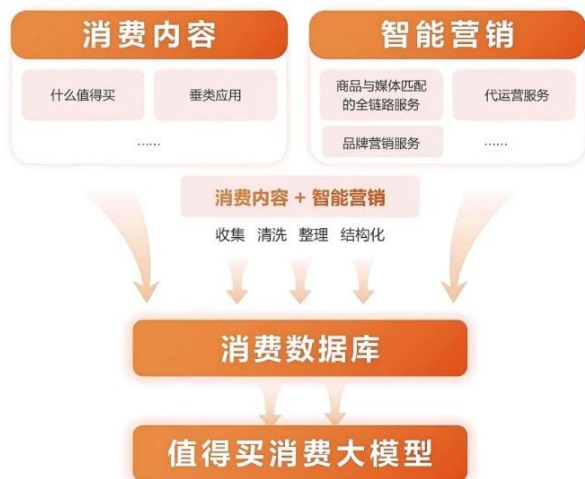 消费内容
智能营销
什么值得买
垂类应用
……
商品与媒体匹配
的全链路服务
代运营服务
品牌营销服务
……
消费内容 + 智能营销
收集 清洗 整理 结构化
消费数据库
值得买消费大模型